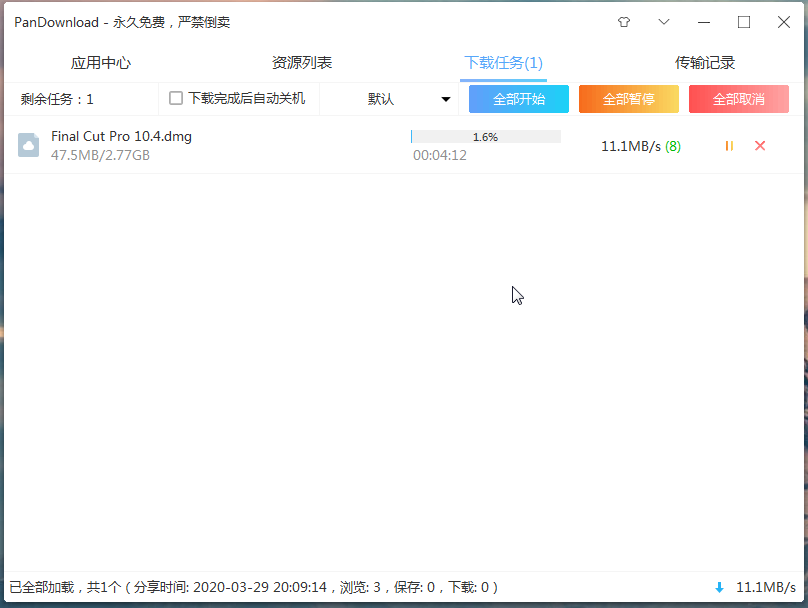 PanDownload - 永久免费，严禁倒卖
应用中心 资源列表 下载任务(1) 传输记录
剩余任务：1 下载完成后自动关机 默认 全部开始 全部暂停 全部取消
Final Cut Pro 10.4.dmg 1.6% 11.1MB/s (8)
47.5MB/2.77GB 00:04:12
已全部加载，共1个 ( 分享时间: 2020-03-29 20:09:14，浏览: 3，保存: 0，下载: 0 ) 11.1MB/s